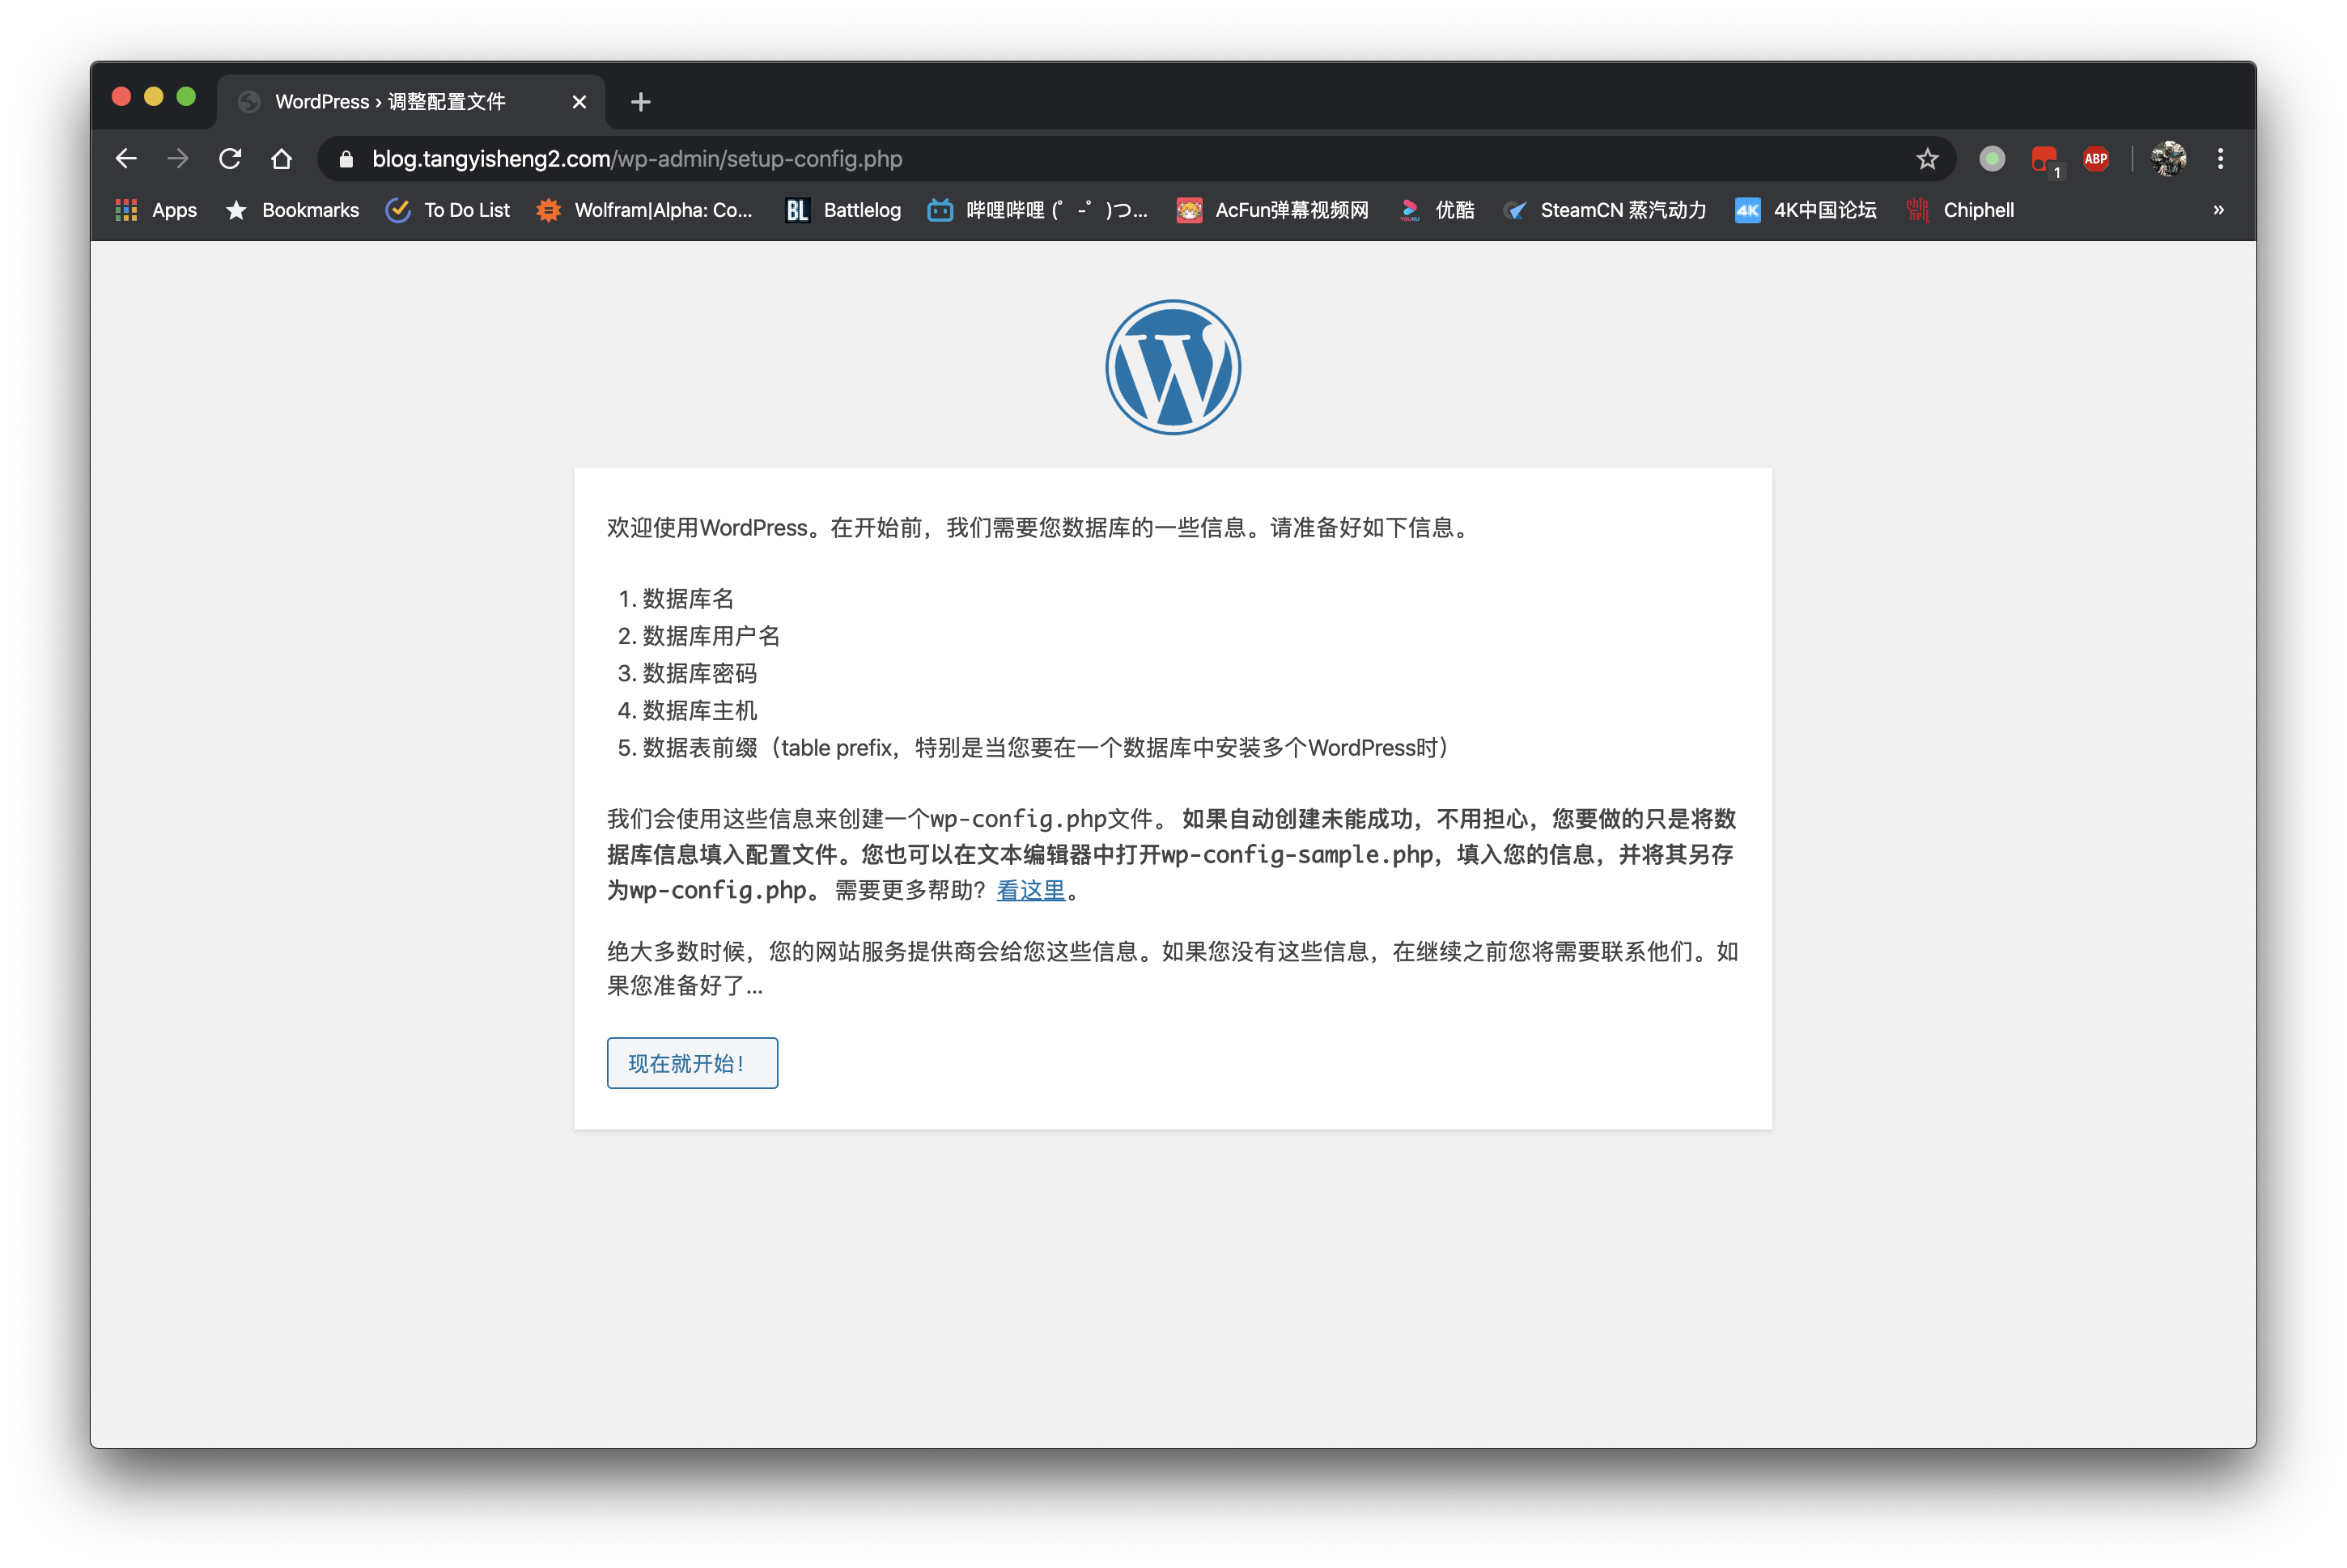 WordPress › 调整配置文件
blog.tangyisheng2.com/wp-admin/setup-config.php
1
ABP
Apps
Bookmarks
To Do List
Wolfram|Alpha: Co...
BL
Battlelog
哔哩哔哩 (゜-゜)つ...
AcFun弹幕视频网
YOUKU
优酷
SteamCN 蒸汽动力
4K
4K中国论坛
Chiphell
»
W
欢迎使用WordPress。在开始前，我们需要您数据库的一些信息。请准备好如下信息。
1. 数据库名
2. 数据库用户名
3. 数据库密码
4. 数据库主机
5. 数据表前缀（table prefix，特别是当您要在一个数据库中安装多个WordPress时）
我们会使用这些信息来创建一个wp-config.php文件。 如果自动创建未能成功，不用担心，您要做的只是将数
据库信息填入配置文件。您也可以在文本编辑器中打开wp-config-sample.php，填入您的信息，并将其另存
为wp-config.php。 需要更多帮助？看这里。
绝大多数时候，您的网站服务提供商会给您这些信息。如果您没有这些信息，在继续之前您将需要联系他们。如
果您准备好了...
现在就开始！